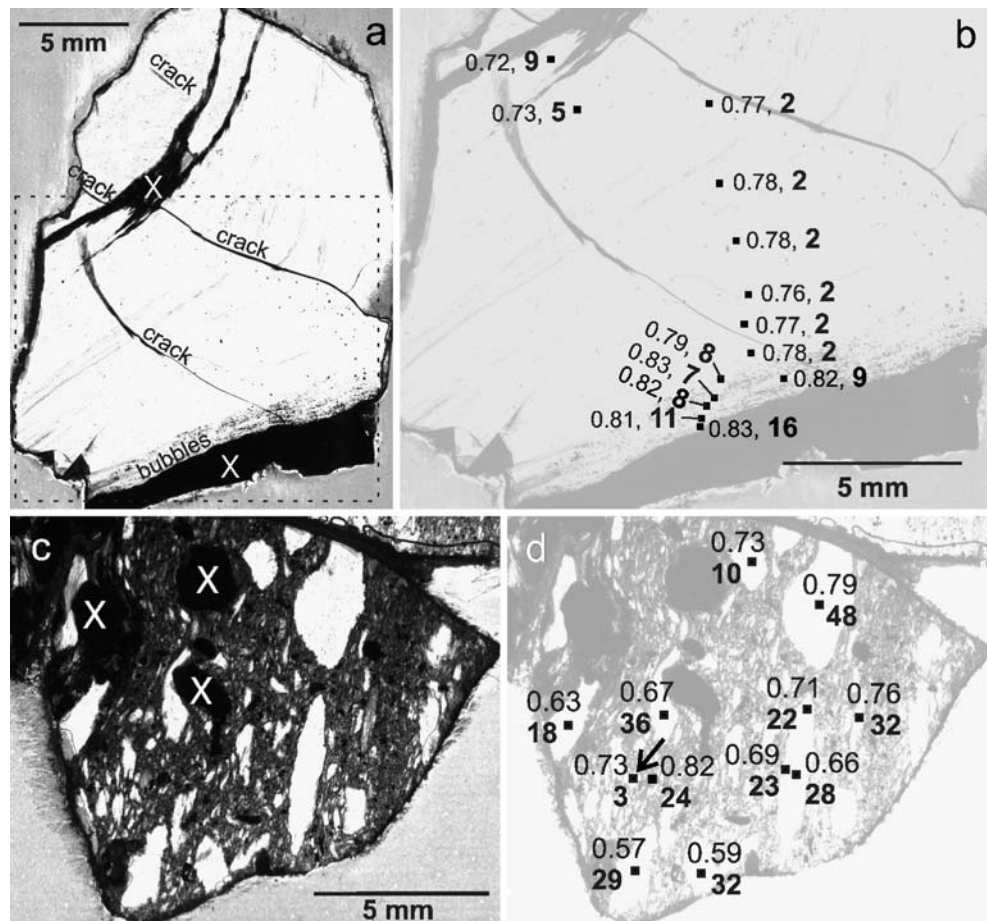 a
5 mm
crack
crack
X
crack
crack
bubbles
X
b
0.72, 9
0.73, 5
0.77, 2
0.78, 2
0.78, 2
0.76, 2
0.77, 2
0.78, 2
0.79, 8
0.83, 7
0.82, 8
0.82, 9
0.81, 11
0.83, 16
5 mm
c
X
X
X
5 mm
d
0.73
10
0.79
48
0.63
18
0.67
36
0.71
22
0.76
32
0.73
3
0.82
24
0.69
23
0.66
28
0.57
29
0.59
32